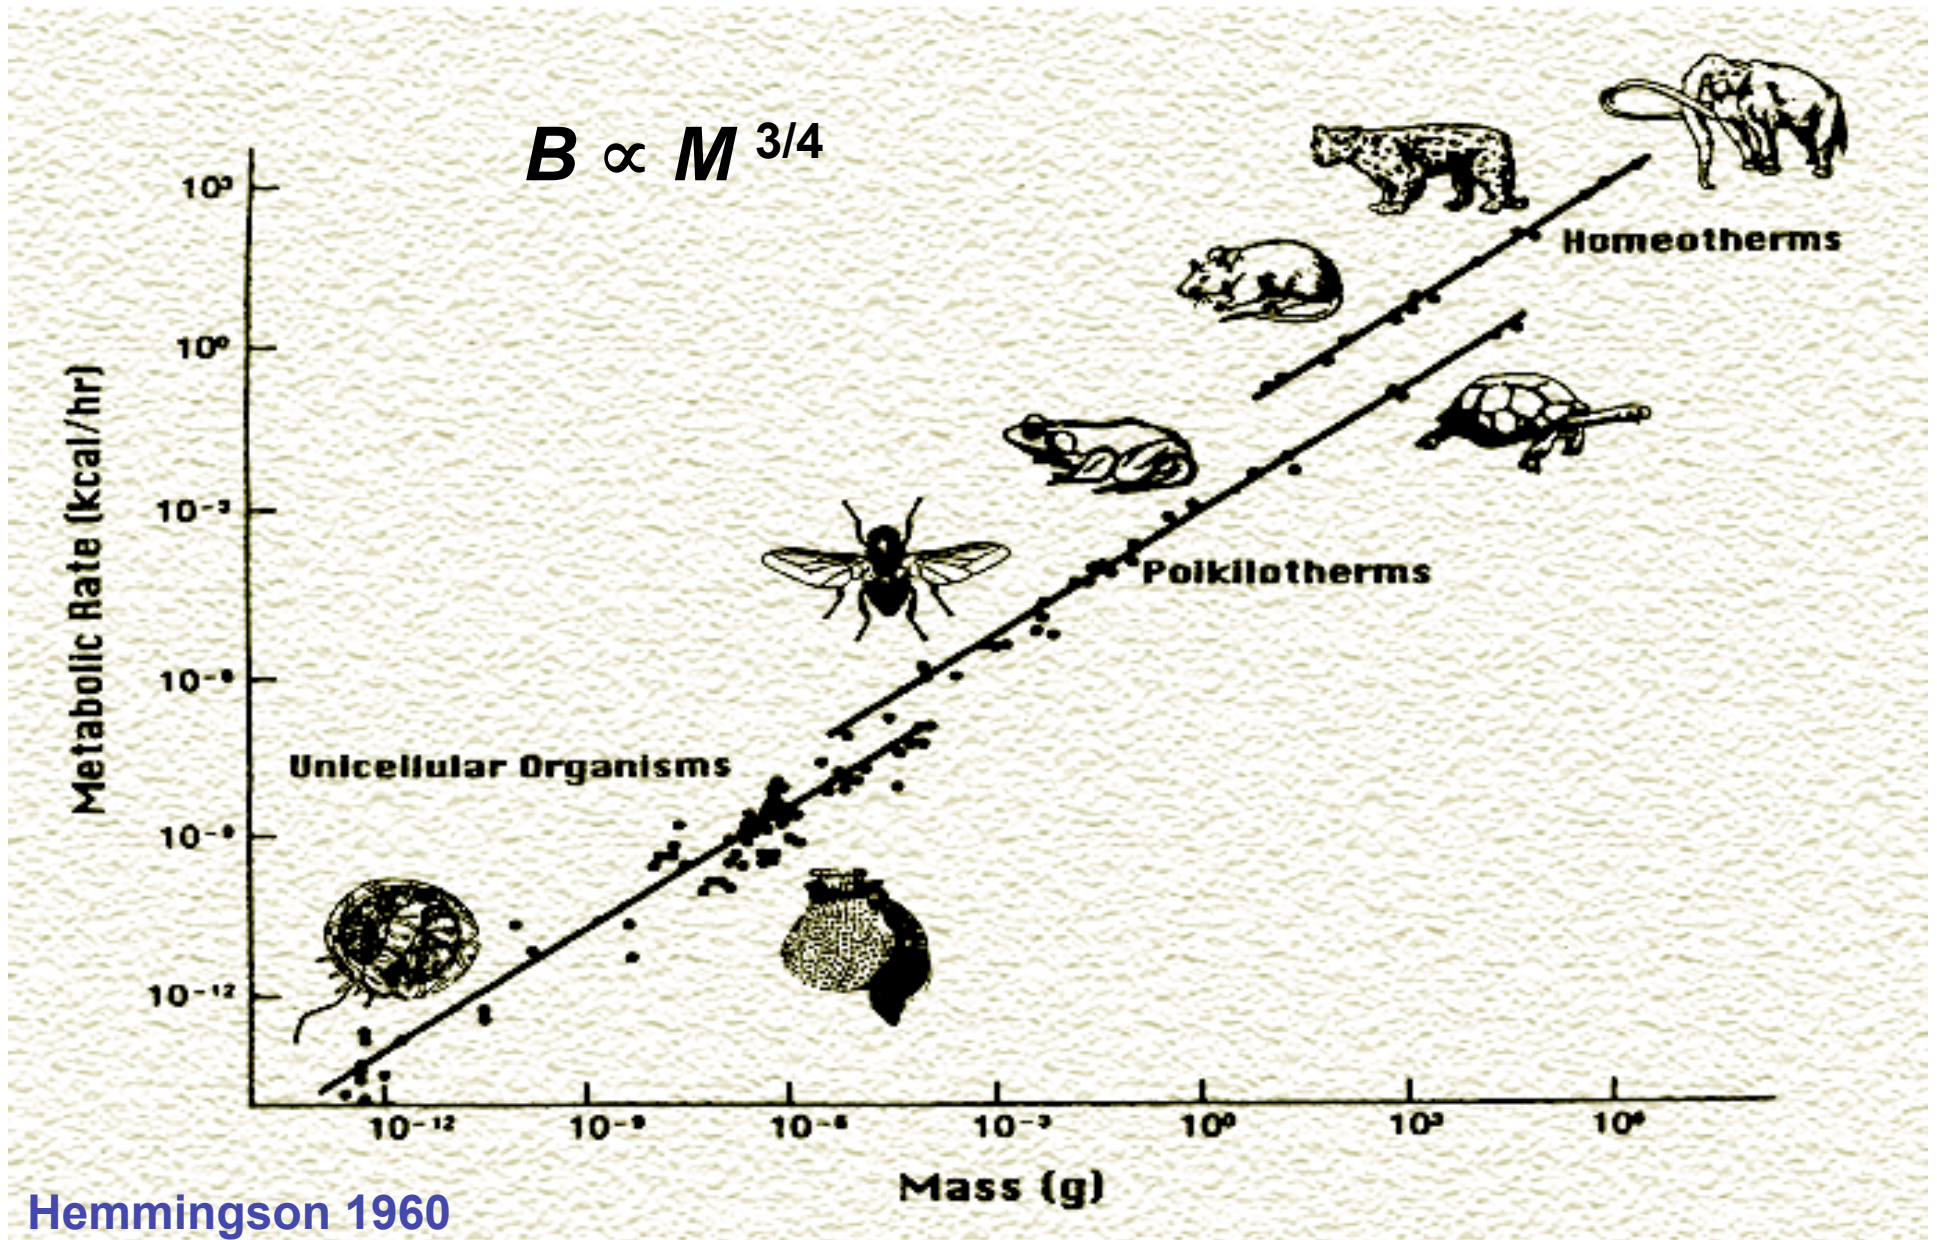 B ∝ M 3/4
10³
10⁰
10⁻³
10⁻⁶
10⁻⁹
10⁻¹²
Metabolic Rate (kcal/hr)
Homeotherms
Poikilotherms
Unicellular Organisms
10⁻¹² 10⁻⁹ 10⁻⁶ 10⁻³ 10⁰ 10³ 10⁶
Mass (g)
Hemmingson 1960